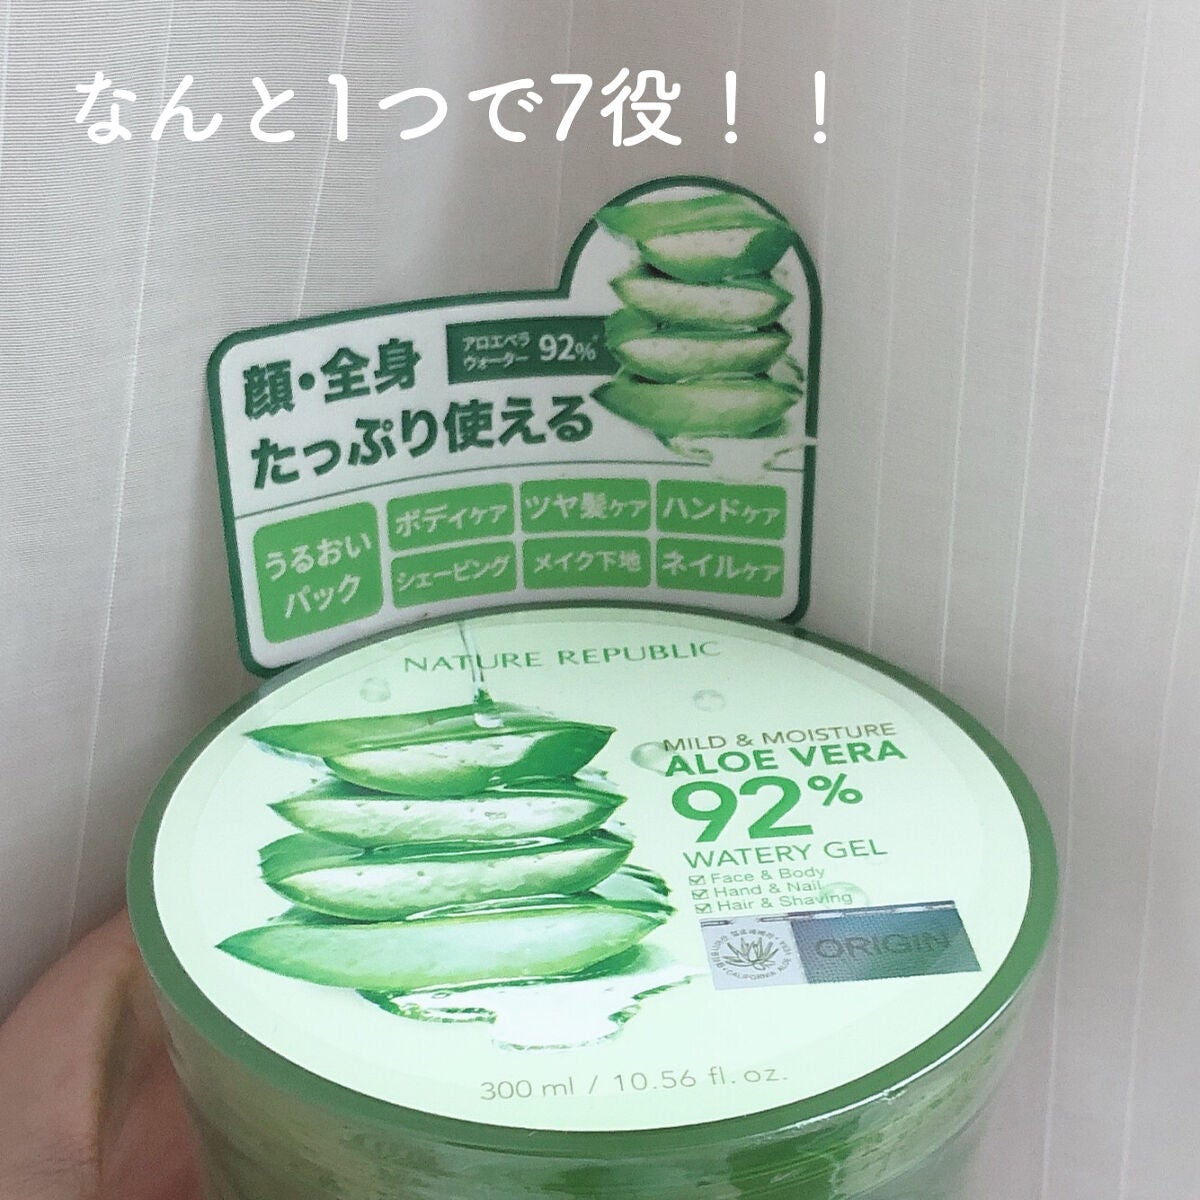 なんと1つで7役！！
顔・全身
アロエベラ
ウォーター 92%*
たっぷり使える
うるおい
パック
ボディケア
ツヤ髪ケア
ハンドケア
シェービング
メイク下地
ネイルケア
NATURE REPUBLIC
MILD & MOISTURE
ALOE VERA
92%
WATERY GEL
Face & Body
Hand & Nail
Hair & Shaving
ORIGIN
CALIFORNIA ALOE VERA
300 ml / 10.56 fl. oz.